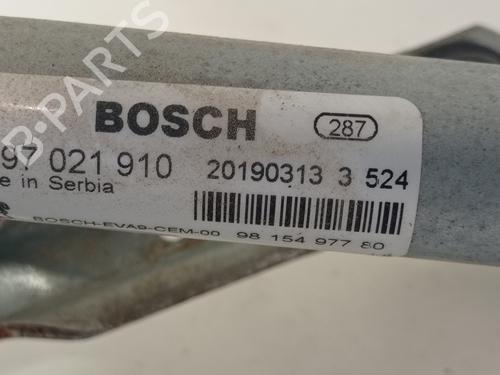 BOSCH
287
97 021 910
20190313 3 524
e in Serbia
BOSCH-EVA9-CEM-00 98 154 977 80
B-PARTS